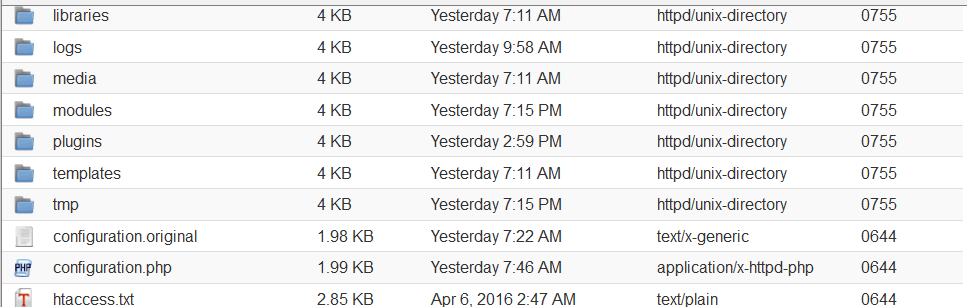 libraries 4 KB Yesterday 7:11 AM httpd/unix-directory 0755
logs 4 KB Yesterday 9:58 AM httpd/unix-directory 0755
media 4 KB Yesterday 7:11 AM httpd/unix-directory 0755
modules 4 KB Yesterday 7:15 PM httpd/unix-directory 0755
plugins 4 KB Yesterday 2:59 PM httpd/unix-directory 0755
templates 4 KB Yesterday 7:11 AM httpd/unix-directory 0755
tmp 4 KB Yesterday 7:15 PM httpd/unix-directory 0755
configuration.original 1.98 KB Yesterday 7:22 AM text/x-generic 0644
PHP configuration.php 1.99 KB Yesterday 7:46 AM application/x-httpd-php 0644
T htaccess.txt 2.85 KB Apr 6, 2016 2:47 AM text/plain 0644